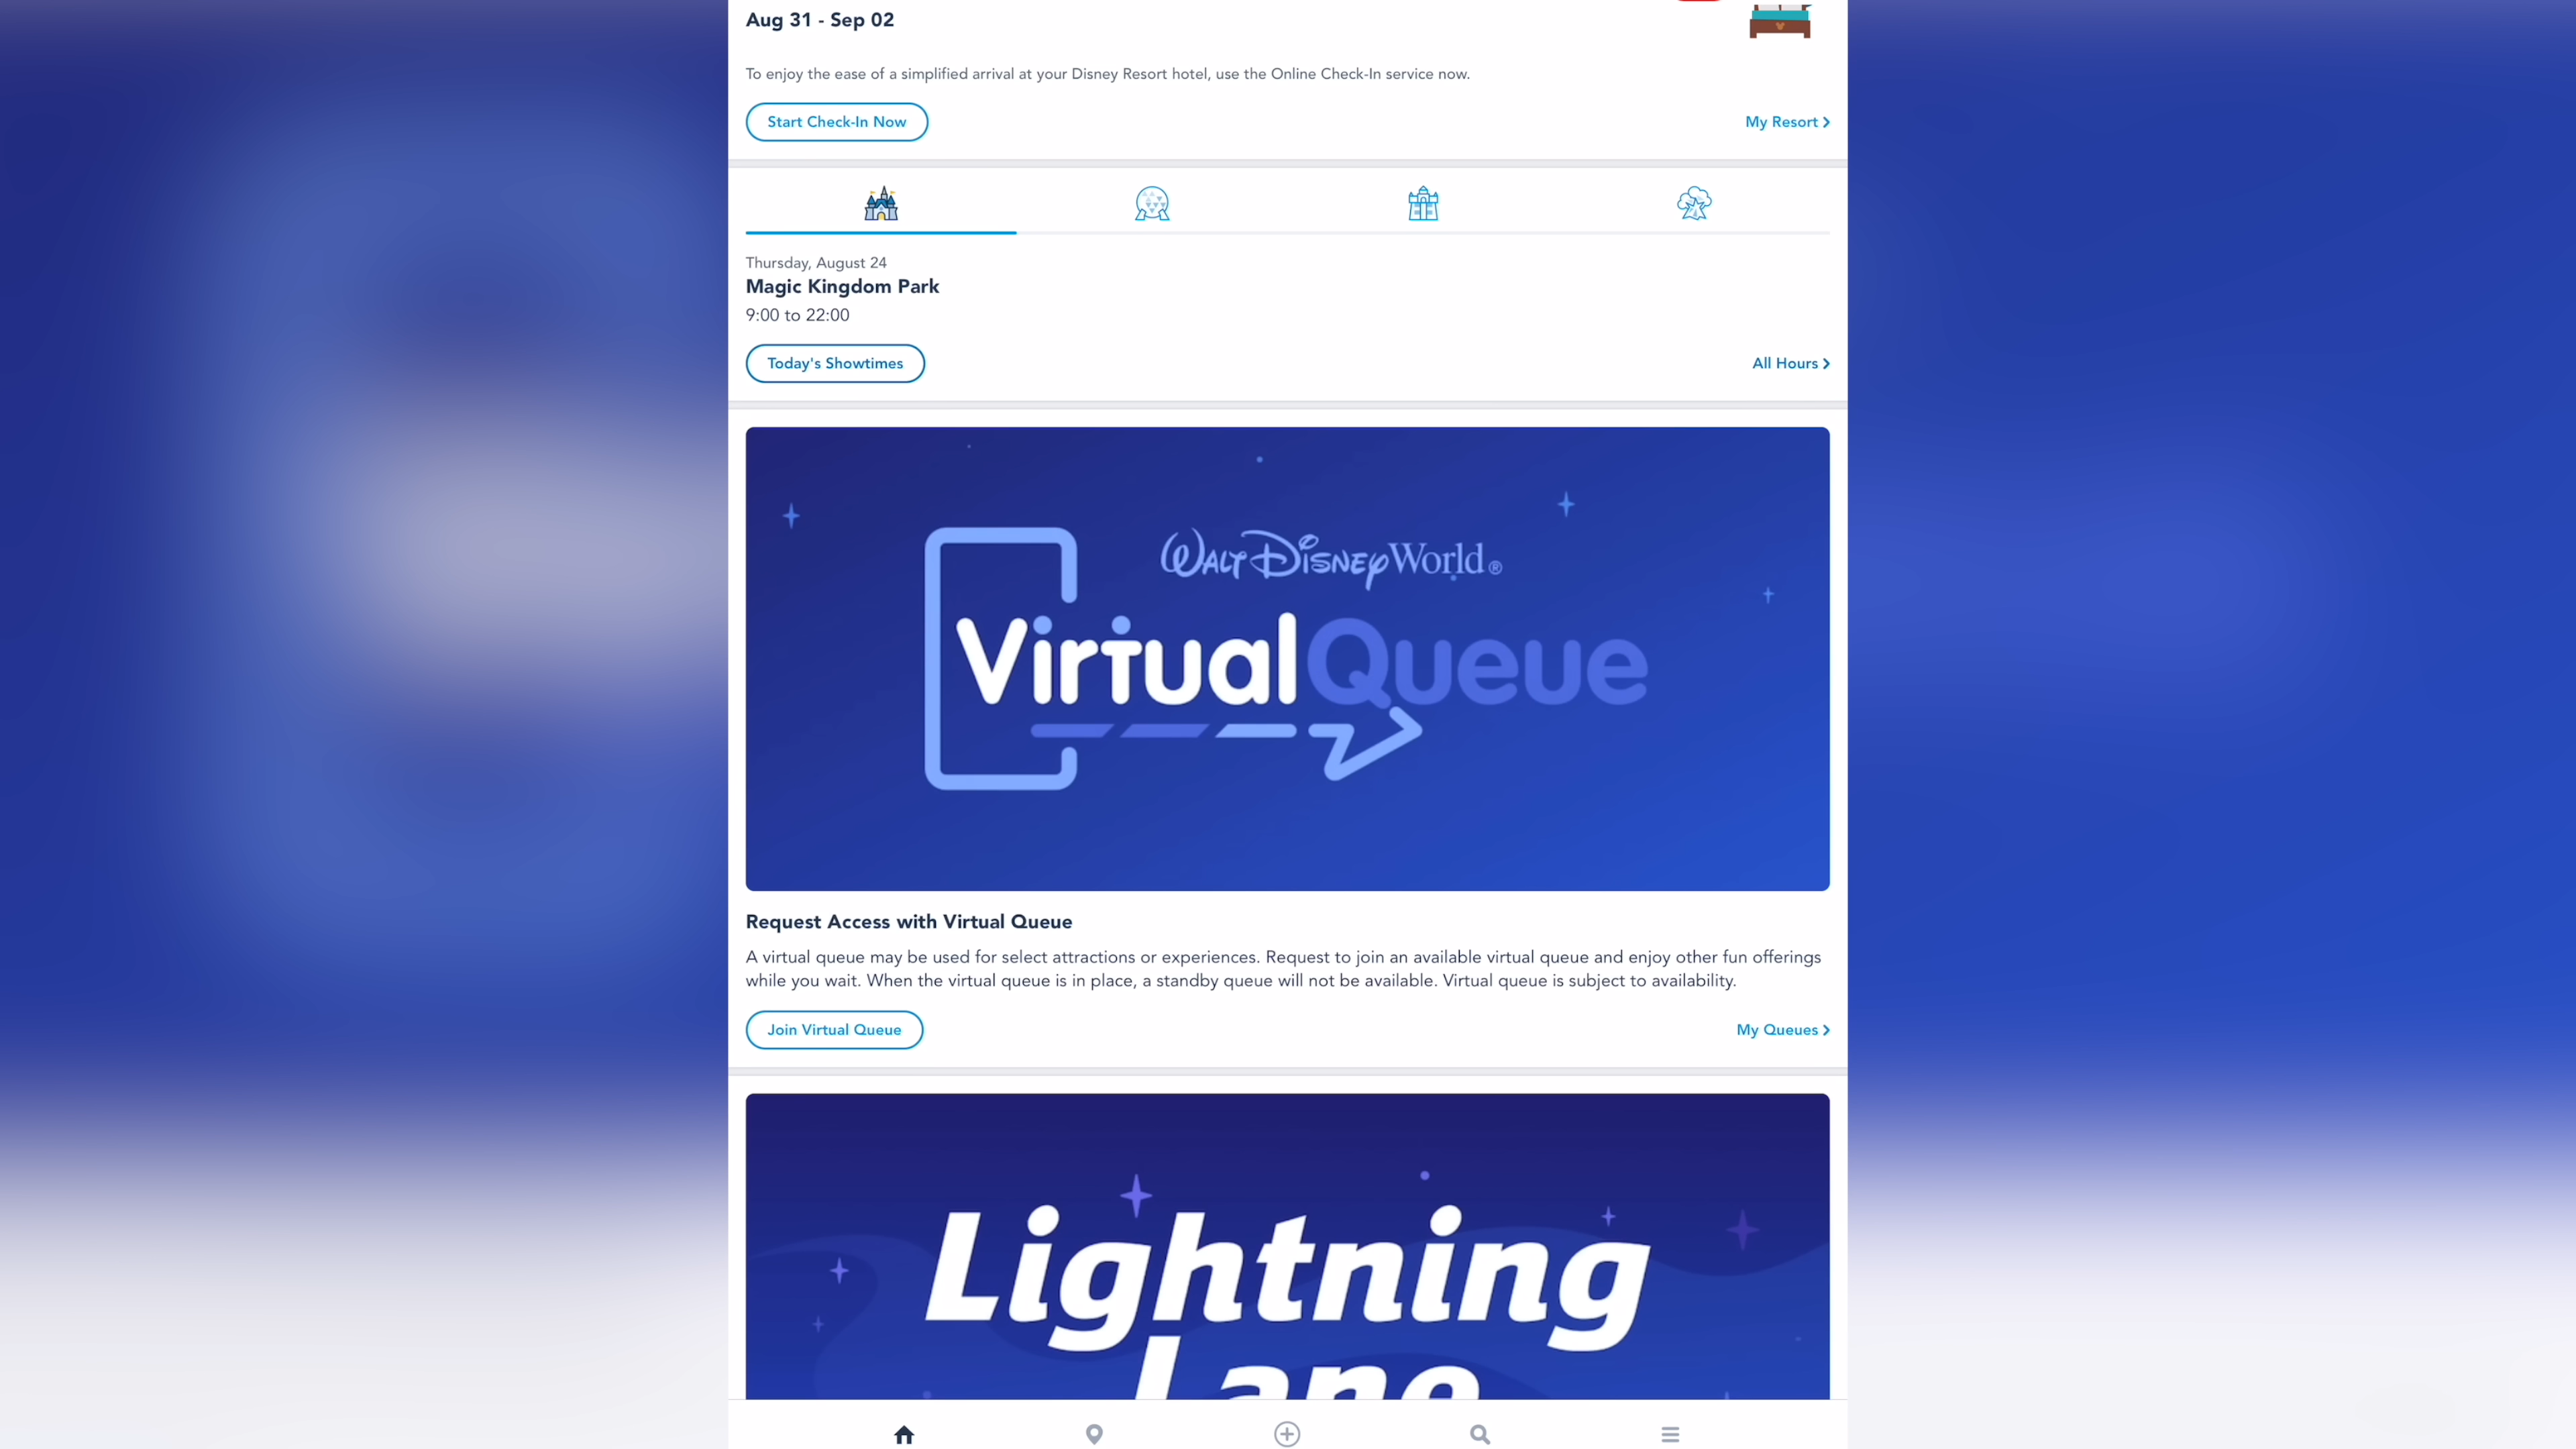 Aug 31 - Sep 02
To enjoy the ease of a simplified arrival at your Disney Resort hotel, use the Online Check-In service now.
Start Check-In Now
My Resort
Thursday, August 24
Magic Kingdom Park
9:00 to 22:00
Today's Showtimes
All Hours
Walt Disney World®
Virtual Queue
Request Access with Virtual Queue
A virtual queue may be used for select attractions or experiences. Request to join an available virtual queue and enjoy other fun offerings
while you wait. When the virtual queue is in place, a standby queue will not be available. Virtual queue is subject to availability.
Join Virtual Queue
My Queues
Lightning
Lane